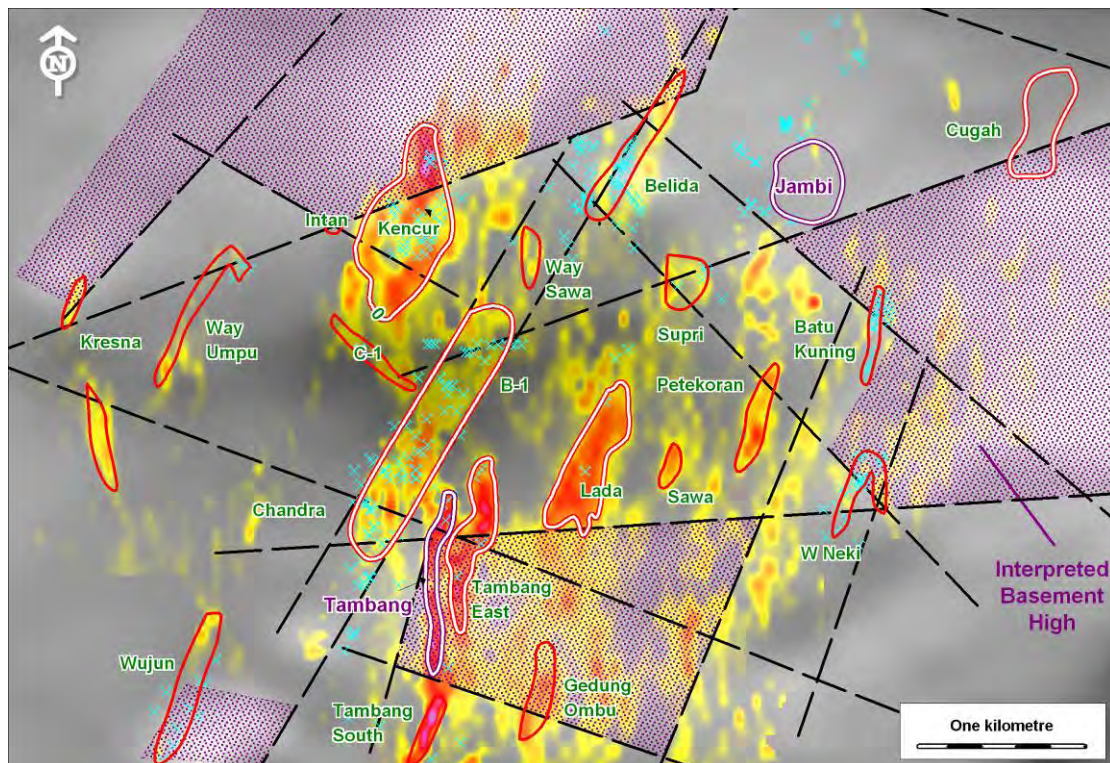 N
Cugah
Jambi
Belida
Intan
Kencur
Way
Sawa
Kresna
Way
Umpu
C-1
B-1
Supri
Batu
Kuning
Petekoran
Chandra
Lada
Sawa
W Neki
Tambang
Tambang
East
Interpreted
Basement
High
Wujun
Tambang
South
Gedung
Ombu
One kilometre